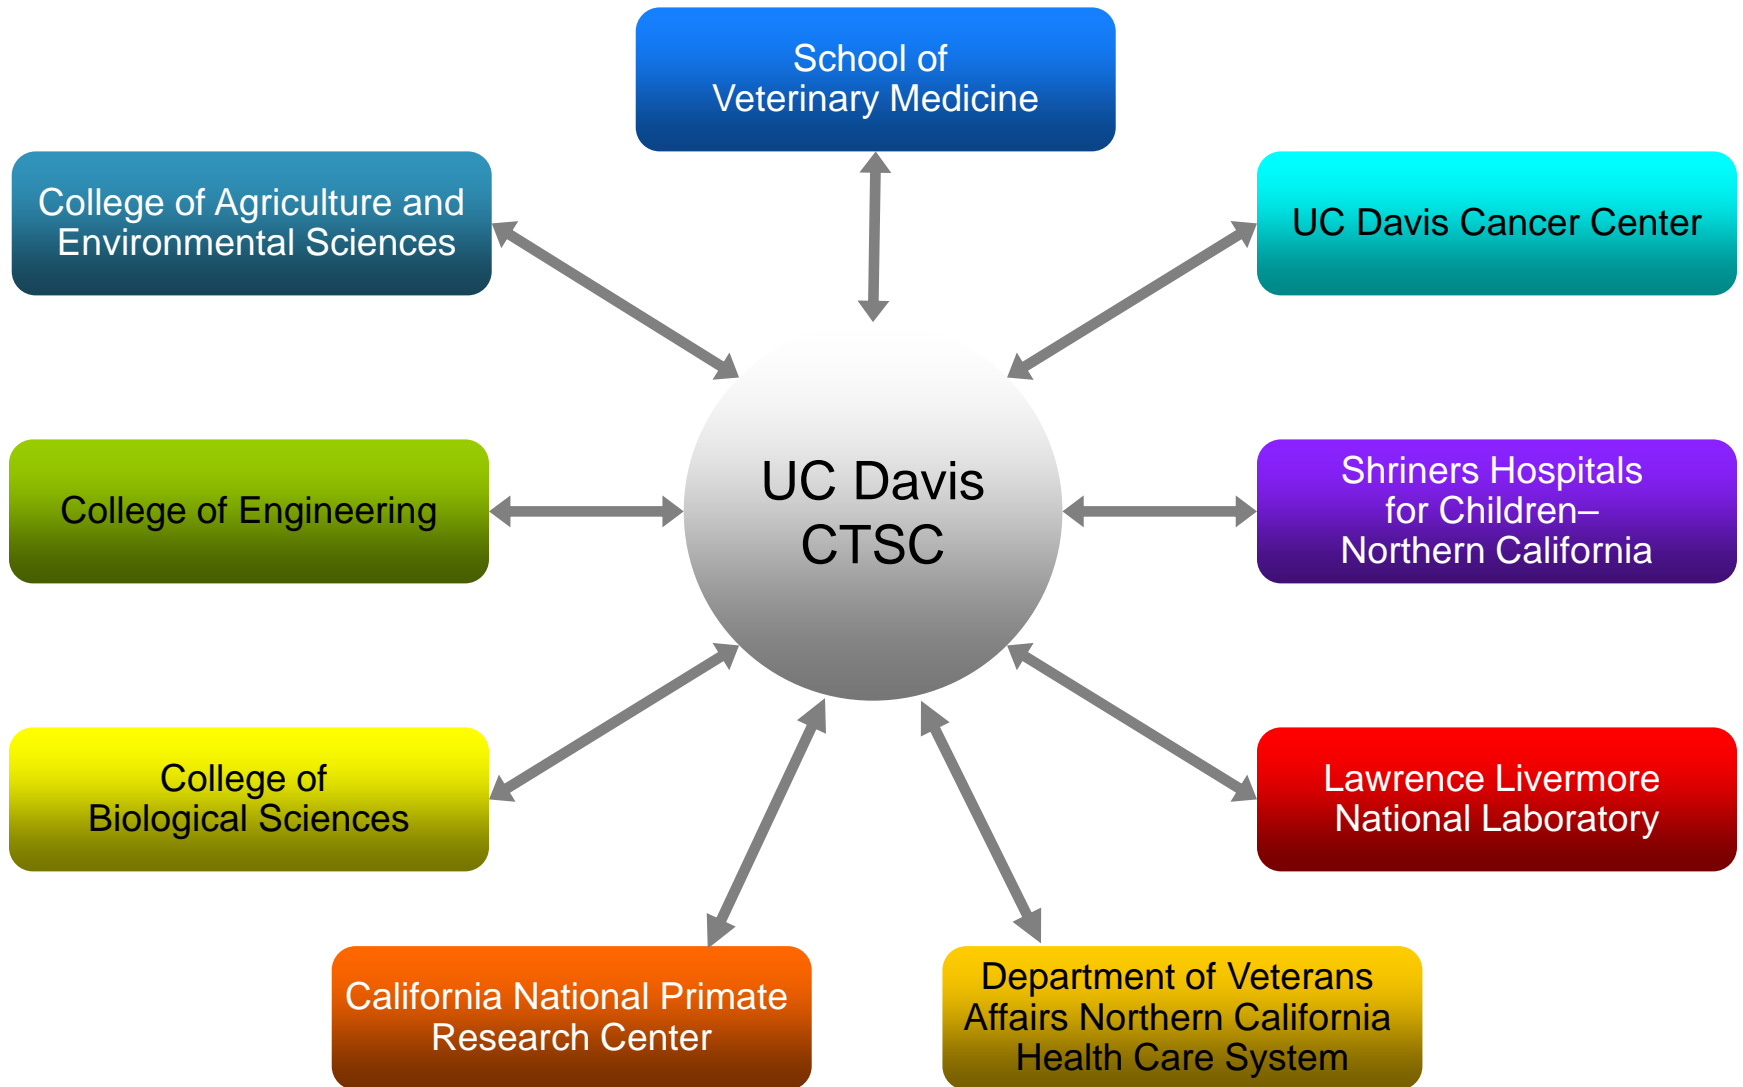 School of
Veterinary Medicine
College of Agriculture and
Environmental Sciences
UC Davis Cancer Center
College of Engineering
UC Davis
CTSC
Shriners Hospitals
for Children–
Northern California
College of
Biological Sciences
Lawrence Livermore
National Laboratory
California National Primate
Research Center
Department of Veterans
Affairs Northern California
Health Care System